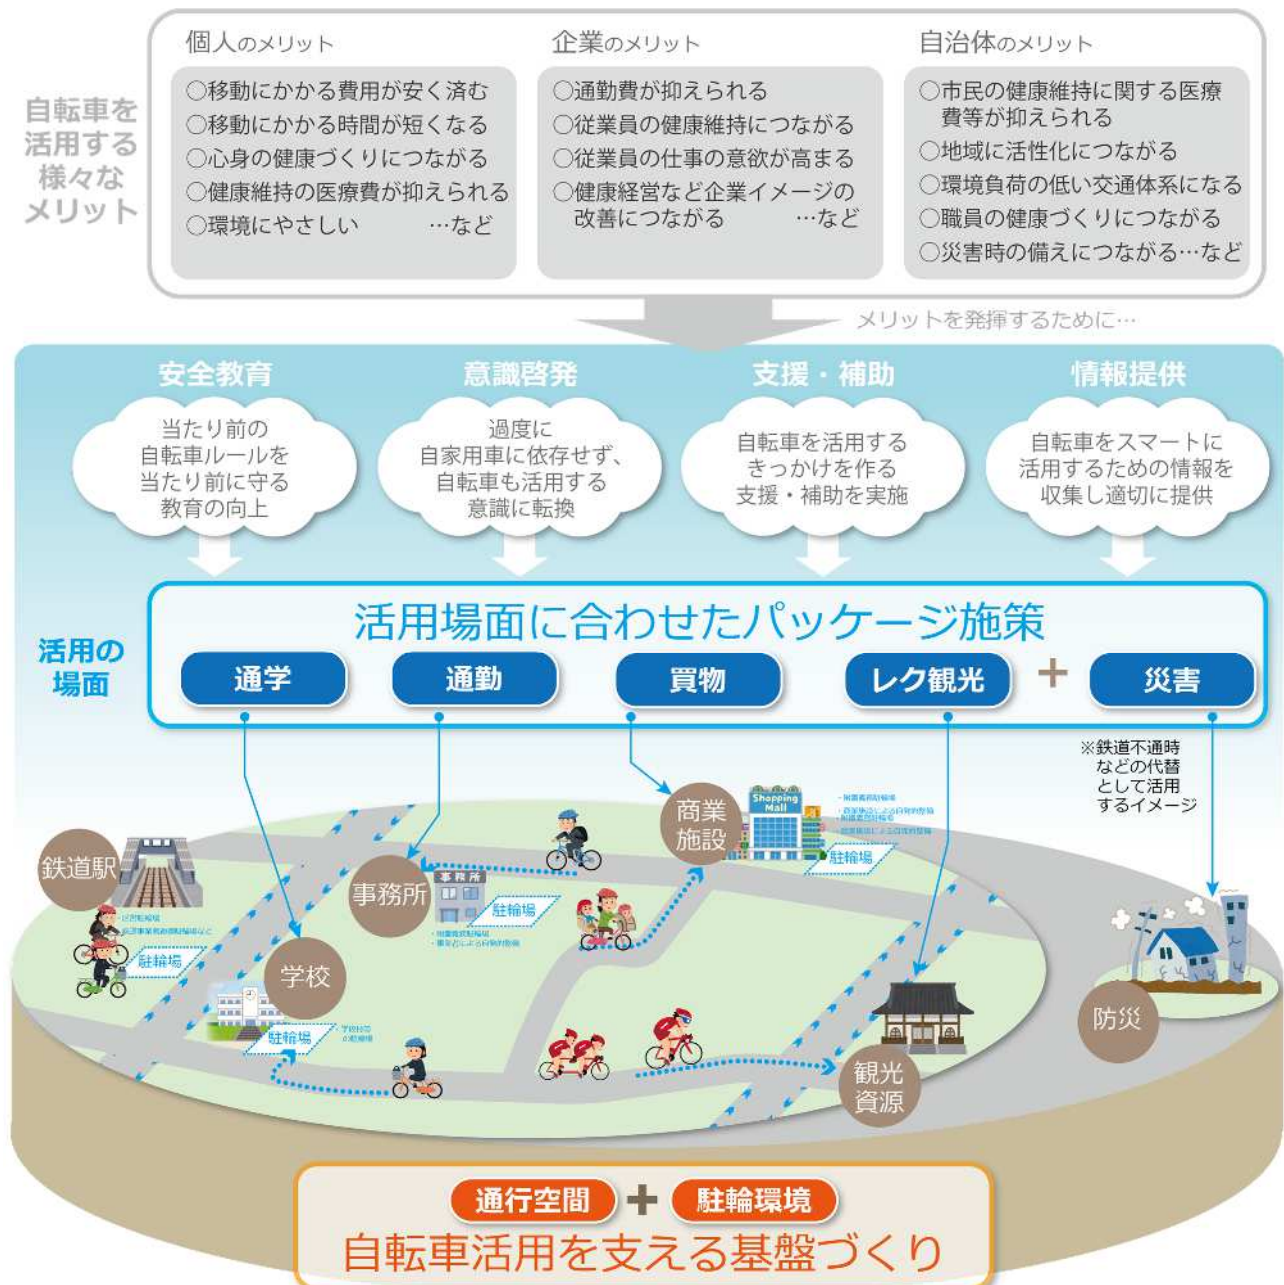 自転車を
活用する
様々な
メリット
個人のメリット
○移動にかかる費用が安く済む
○移動にかかる時間が短くなる
○心身の健康づくりにつながる
○健康維持の医療費が抑えられる
○環境にやさしい …など
企業のメリット
○通勤費が抑えられる
○従業員の健康維持につながる
○従業員の仕事の意欲が高まる
○健康経営など企業イメージの
改善につながる …など
自治体のメリット
○市民の健康維持に関する医療
費等が抑えられる
○地域に活性化につながる
○環境負荷の低い交通体系になる
○職員の健康づくりにつながる
○災害時の備えにつながる…など
メリットを発揮するために…
安全教育
当たり前の
自転車ルールを
当たり前に守る
教育の向上
意識啓発
過度に
自家用車に依存せず、
自転車も活用する
意識に転換
支援・補助
自転車を活用する
きっかけを作る
支援・補助を実施
情報提供
自転車をスマートに
活用するための情報を
収集し適切に提供
活用の
場面
活用場面に合わせたパッケージ施策
通学
通勤
買物
レク観光
+
災害
※鉄道不通時
などの代替
として活用
するイメージ
鉄道駅
駐輪場
学校
駐輪場
事務所
事務所
駐輪場
・附置義務駐輪場
商業
施設
Shopping
Mall
・附置義務駐輪場
駐輪場
観光
資源
防災
通行空間 + 駐輪環境
自転車活用を支える基盤づくり